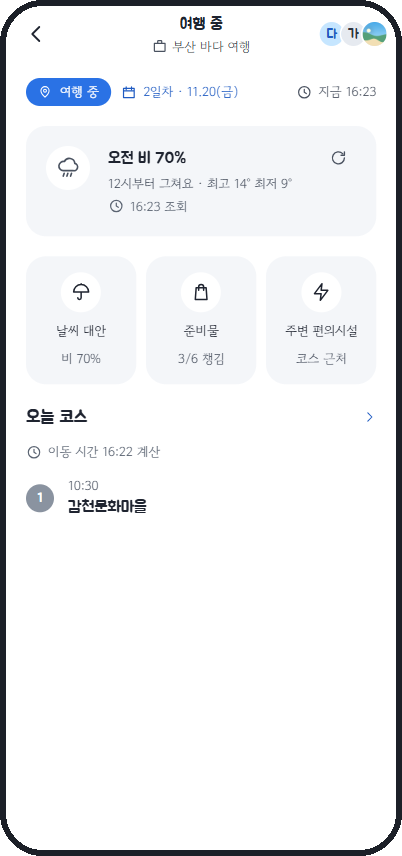 여행 중
부산 바다 여행
다 가
여행 중 2일차 · 11.20(금) 지금 16:23
오전 비 70%
12시부터 그쳐요 · 최고 14° 최저 9°
16:23 조회
날씨 대안 준비물 주변 편의시설
비 70% 3/6 챙김 코스 근처
오늘 코스
이동 시간 16:22 계산
10:30
1 감천문화마을